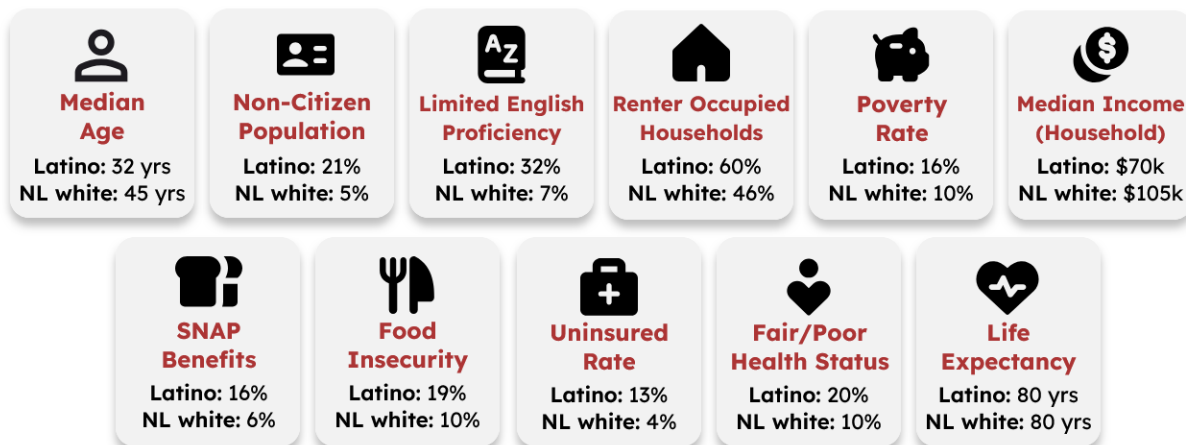 A Z
$
Median
Age
Latino: 32 yrs
NL white: 45 yrs
Non-Citizen
Population
Latino: 21%
NL white: 5%
Limited English
Proficiency
Latino: 32%
NL white: 7%
Renter Occupied
Households
Latino: 60%
NL white: 46%
Poverty
Rate
Latino: 16%
NL white: 10%
Median Income
(Household)
Latino: $70k
NL white: $105k
SNAP
Benefits
Latino: 16%
NL white: 6%
Food
Insecurity
Latino: 19%
NL white: 10%
Uninsured
Rate
Latino: 13%
NL white: 4%
Fair/Poor
Health Status
Latino: 20%
NL white: 10%
Life
Expectancy
Latino: 80 yrs
NL white: 80 yrs